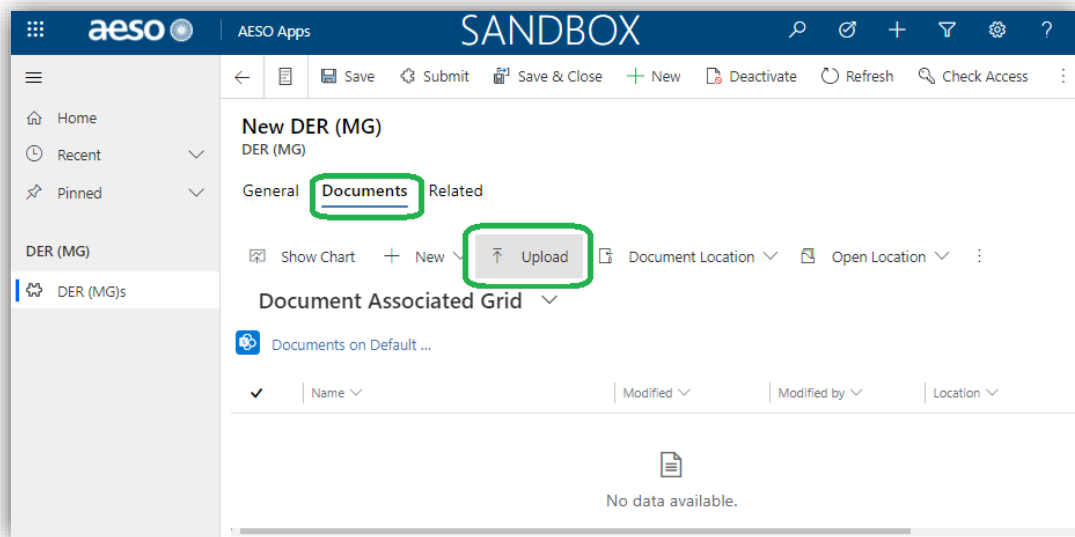 aeso AESO Apps SANDBOX ?
Save Submit Save & Close New Deactivate Refresh Check Access
Home
Recent
Pinned
DER (MG)
DER (MG)s
New DER (MG)
DER (MG)
General Documents Related
Show Chart New Upload Document Location Open Location
Document Associated Grid
Documents on Default ...
Name Modified Modified by Location
No data available.